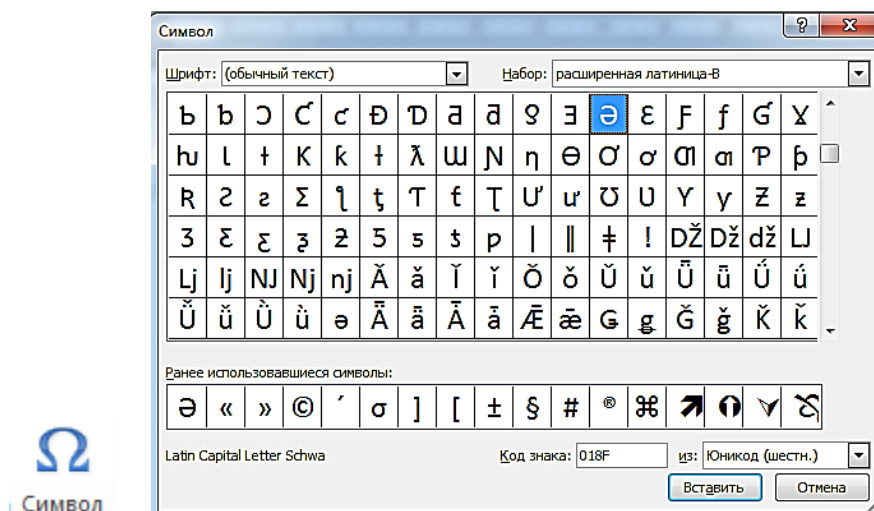 Символ
Шрифт: (обычный текст) Набор: расширенная латиница-B
Ь ƅ Ɔ Ƈ ƈ Đ Ɗ Ƌ ƌ ƍ Ǝ Ə Ɛ Ƒ ƒ Ɠ Ɣ
ƕ ɩ ɨ Ƙ ƙ ƚ ƛ Ɯ Ɲ ƞ Ɵ Ơ ơ Ƣ ƣ Ƥ ƥ
Ʀ Ƨ ƨ Ʃ ƪ ƫ Ƭ ƭ Ʈ Ư ư Ʊ Ʋ Ƴ ƴ Ƶ ƶ
Ʒ Ƹ ƹ ƺ ƻ Ƽ ƽ ƾ ƿ ǀ ǁ ǂ ǃ DŽ Dž dž LJ
Lj lj NJ Nj nj Ǎ ǎ Ǐ ǐ Ǒ ǒ Ǔ ǔ Ǖ ǖ Ǘ ǘ
Ǚ ǚ Ǜ ǜ ǝ Ǟ ǟ Ǡ ǡ Ǣ ǣ Ǥ ǥ Ǧ ǧ Ǩ ǩ
Ранее использовавшиеся символы:
Ə « » © ´ σ ] [ ± § # ® ⌘
Latin Capital Letter Schwa Код знака: 018F из: Юникод (шестн.)
Вставить Отмена
Символ